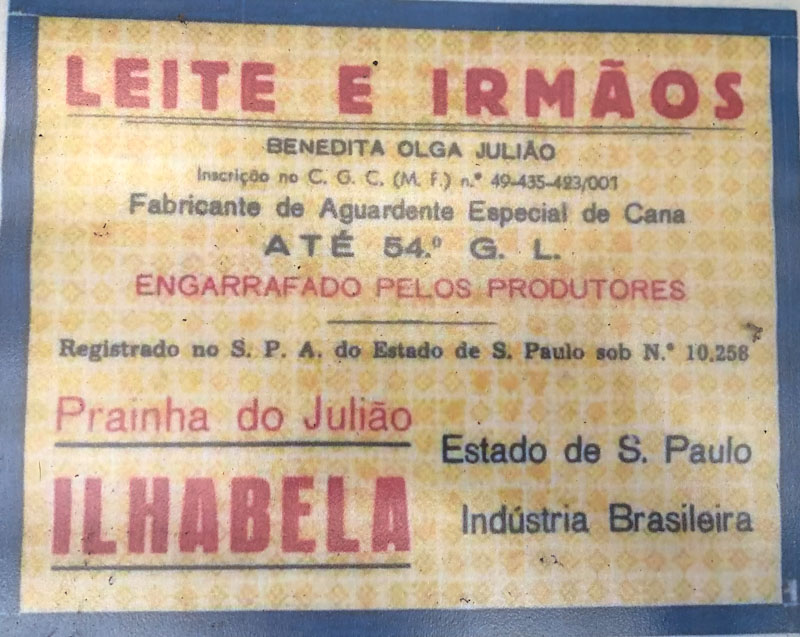 LEITE E IRMÃOS
BENEDITA OLGA JULIÃO
Inscrição no C. G. C. (M. F.) n.º 49-435-423/001
Fabricante de Aguardente Especial de Cana
ATÉ 54.º G. L.
ENGARRAFADO PELOS PRODUTORES
Registrado no S. P. A. do Estado de S. Paulo sob N.º 10.258
Prainha do Julião
ILHABELA
Estado de S. Paulo
Indústria Brasileira